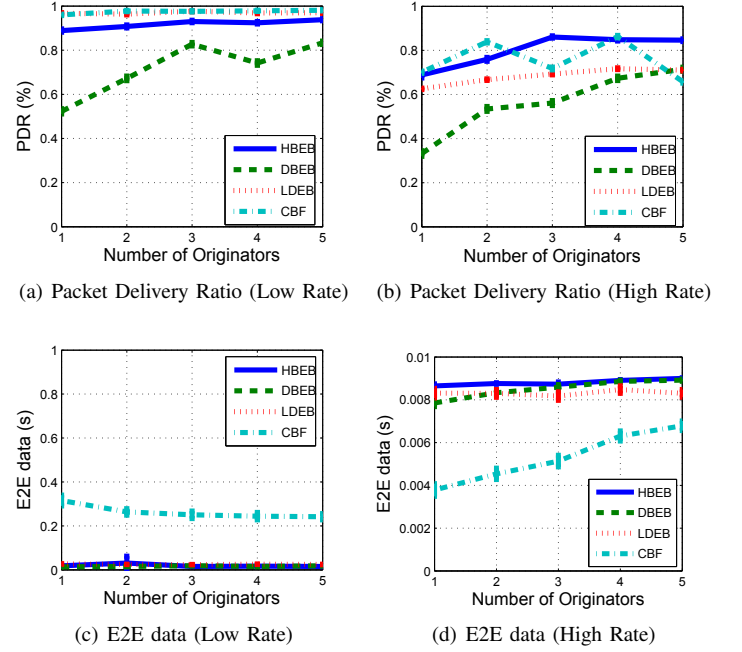 1
0.8
0.6
0.4
0.2
0
PDR (%)
1 2 3 4 5
Number of Originators
HBEB
DBEB
LDEB
CBF
(a) Packet Delivery Ratio (Low Rate)
1
0.8
0.6
0.4
0.2
0
PDR (%)
1 2 3 4 5
Number of Originators
HBEB
DBEB
LDEB
CBF
(b) Packet Delivery Ratio (High Rate)
1
0.8
0.6
0.4
0.2
0
E2E data (s)
1 2 3 4 5
Number of Originators
HBEB
DBEB
LDEB
CBF
(c) E2E data (Low Rate)
0.01
0.008
0.006
0.004
0.002
0
E2E data (s)
1 2 3 4 5
Number of Originators
HBEB
DBEB
LDEB
CBF
(d) E2E data (High Rate)